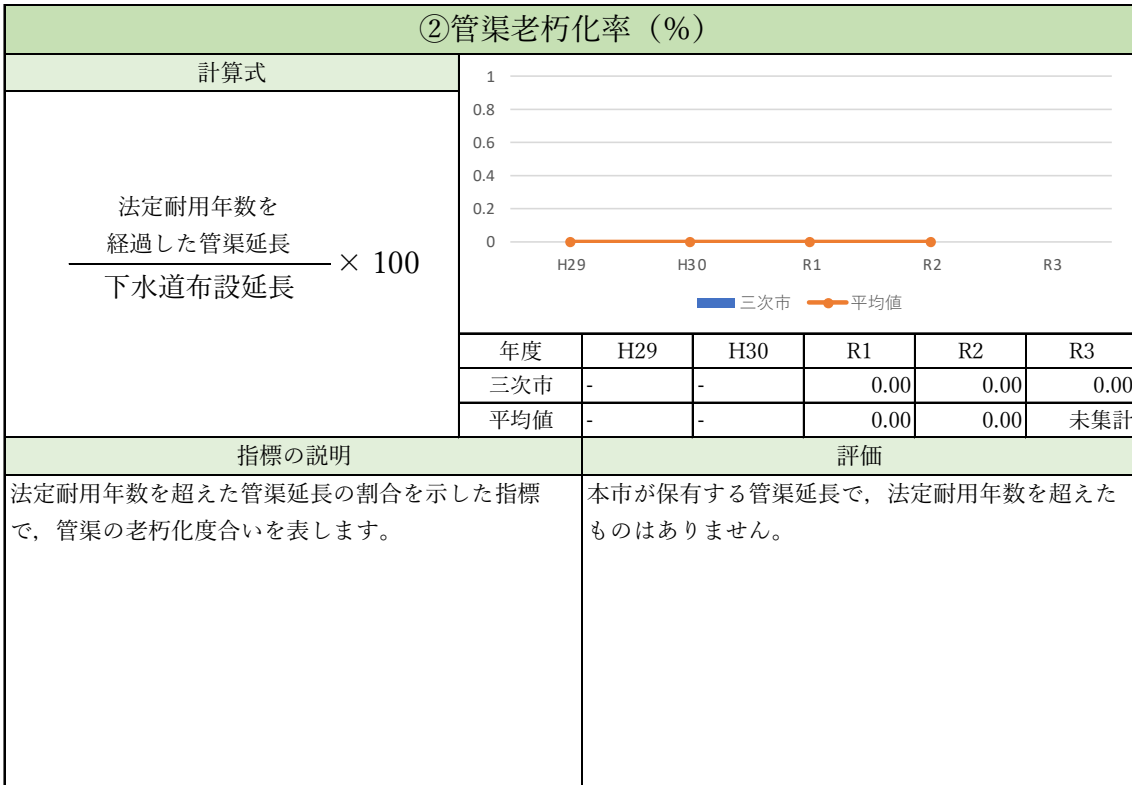 ②管渠老朽化率（%）
計算式
法定耐用年数を
経過した管渠延長
下水道布設延長
× 100
1
0.8
0.6
0.4
0.2
0
H29 H30 R1 R2 R3
三次市 平均値
年度 H29 H30 R1 R2 R3
三次市 - - 0.00 0.00 0.00
平均値 - - 0.00 0.00 未集計
指標の説明
法定耐用年数を超えた管渠延長の割合を示した指標
で，管渠の老朽化度合いを表します。
評価
本市が保有する管渠延長で，法定耐用年数を超えた
ものはありません。